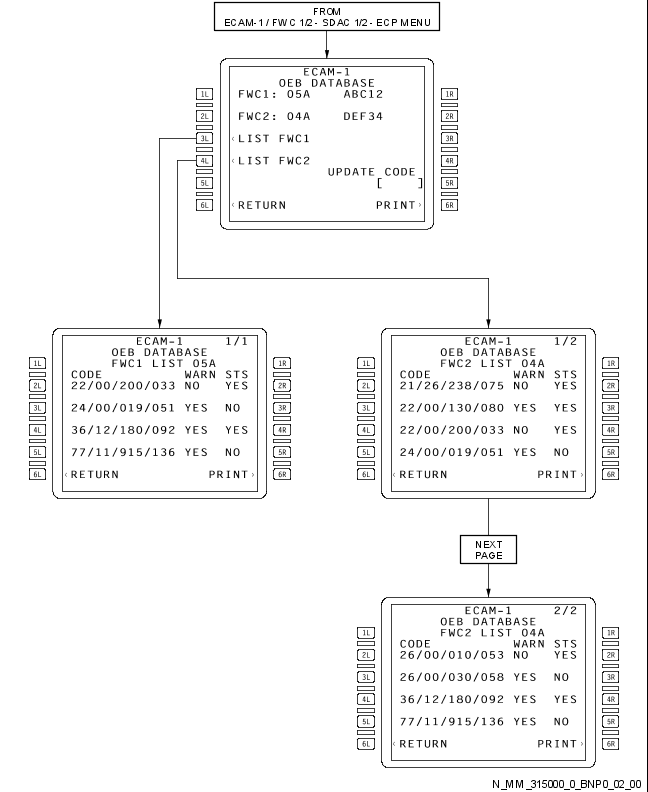 FROM
ECAM-1 / FWC 1/2 - SDAC 1/2 - ECP MENU
ECAM-1
OEB DATABASE
FWC1: 05A ABC12
FWC2: 04A DEF34
<LIST FWC1
<LIST FWC2
UPDATE CODE
[ ]
<RETURN PRINT>
1L
2L
3L
4L
5L
6L
1R
2R
3R
4R
5R
6R
ECAM-1 1/1
OEB DATABASE
FWC1 LIST 05A
CODE WARN STS
22/00/200/033 NO YES
24/00/019/051 YES NO
36/12/180/092 YES YES
77/11/915/136 YES NO
<RETURN PRINT>
1L
2L
3L
4L
5L
6L
1R
2R
3R
4R
5R
6R
ECAM-1 1/2
OEB DATABASE
FWC2 LIST 04A
CODE WARN STS
21/26/238/075 NO YES
22/00/130/080 YES YES
22/00/200/033 NO YES
24/00/019/051 YES NO
<RETURN PRINT>
1L
2L
3L
4L
5L
6L
1R
2R
3R
4R
5R
6R
NEXT
PAGE
ECAM-1 2/2
OEB DATABASE
FWC2 LIST 04A
CODE WARN STS
26/00/010/053 NO YES
26/00/030/058 YES NO
36/12/180/092 YES YES
77/11/915/136 YES NO
<RETURN PRINT>
1L
2L
3L
4L
5L
6L
1R
2R
3R
4R
5R
6R
N_MM_315000_0_BNP0_02_00